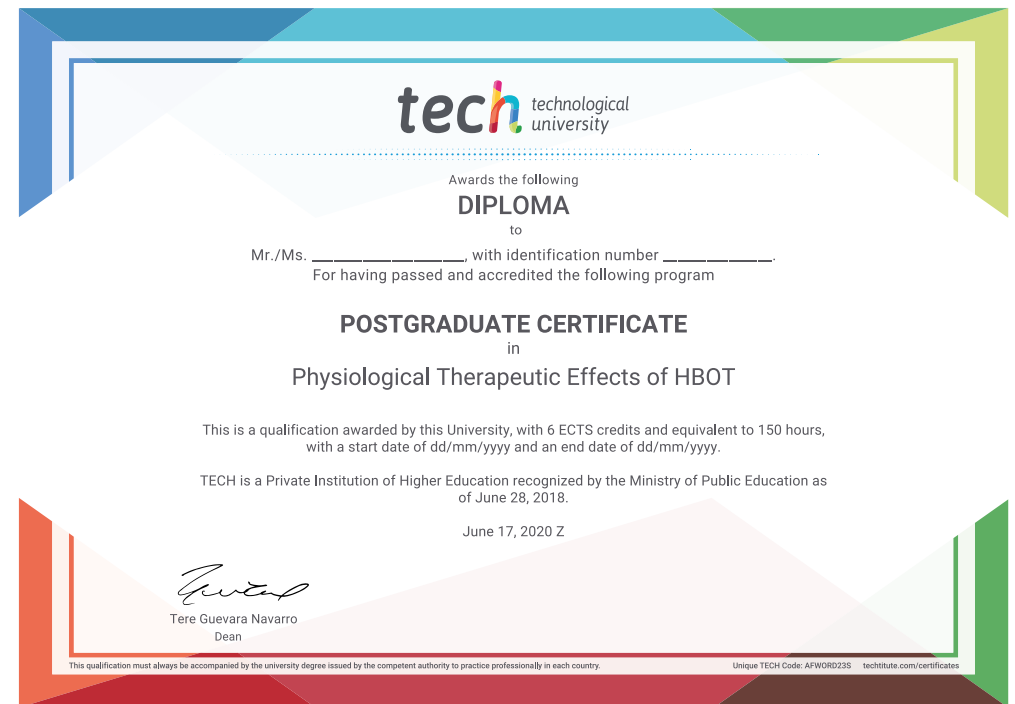 tech technological
university
Awards the following
DIPLOMA
to
Mr./Ms. ______________, with identification number __________.
For having passed and accredited the following program
POSTGRADUATE CERTIFICATE
in
Physiological Therapeutic Effects of HBOT
This is a qualification awarded by this University, with 6 ECTS credits and equivalent to 150 hours,
with a start date of dd/mm/yyyy and an end date of dd/mm/yyyy.
TECH is a Private Institution of Higher Education recognized by the Ministry of Public Education as
of June 28, 2018.
June 17, 2020 Z
Tere Guevara Navarro
Dean
This qualification must always be accompanied by the university degree issued by the competent authority to practice professionally in each country.
Unique TECH Code: AFWORD23S techtitute.com/certificates